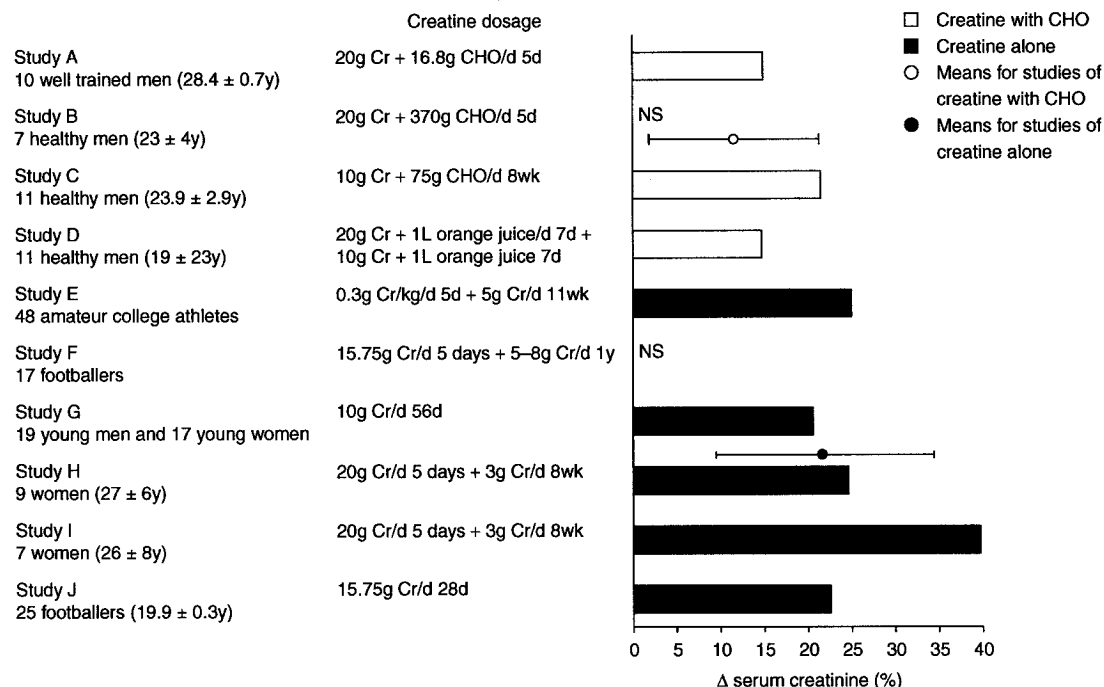 Creatine dosage
Study A
10 well trained men (28.4 ± 0.7y)
20g Cr + 16.8g CHO/d 5d
Study B
7 healthy men (23 ± 4y)
20g Cr + 370g CHO/d 5d
NS
Study C
11 healthy men (23.9 ± 2.9y)
10g Cr + 75g CHO/d 8wk
Study D
11 healthy men (19 ± 23y)
20g Cr + 1L orange juice/d 7d +
10g Cr + 1L orange juice 7d
Study E
48 amateur college athletes
0.3g Cr/kg/d 5d + 5g Cr/d 11wk
Study F
17 footballers
15.75g Cr/d 5 days + 5–8g Cr/d 1y
NS
Study G
19 young men and 17 young women
10g Cr/d 56d
Study H
9 women (27 ± 6y)
20g Cr/d 5 days + 3g Cr/d 8wk
Study I
7 women (26 ± 8y)
20g Cr/d 5 days + 3g Cr/d 8wk
Study J
25 footballers (19.9 ± 0.3y)
15.75g Cr/d 28d
Creatine with CHO
Creatine alone
Means for studies of
creatine with CHO
Means for studies of
creatine alone
0 5 10 15 20 25 30 35 40
Δ serum creatinine (%)